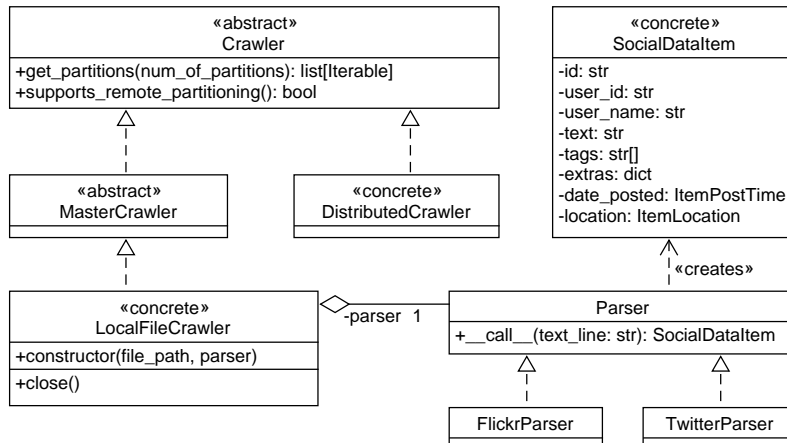 «abstract»
Crawler
+get_partitions(num_of_partitions): list[Iterable]
+supports_remote_partitioning(): bool
«concrete»
SocialDataItem
-id: str
-user_id: str
-user_name: str
-text: str
-tags: str[]
-extras: dict
-date_posted: ItemPostTime
-location: ItemLocation
«abstract»
MasterCrawler
«concrete»
DistributedCrawler
«creates»
«concrete»
LocalFileCrawler
+constructor(file_path, parser)
+close()
-parser 1
Parser
+__call__(text_line: str): SocialDataItem
FlickrParser
TwitterParser